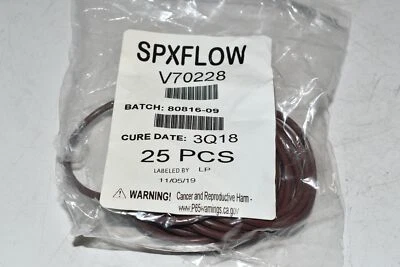 SPXFLOW
V70228
BATCH: 80816-09
CURE DATE: 3Q18
25 PCS
LABELED BY LP
11/05/19
WARNING! Cancer and Reproductive Harm -
www.P65warnings.ca.gov